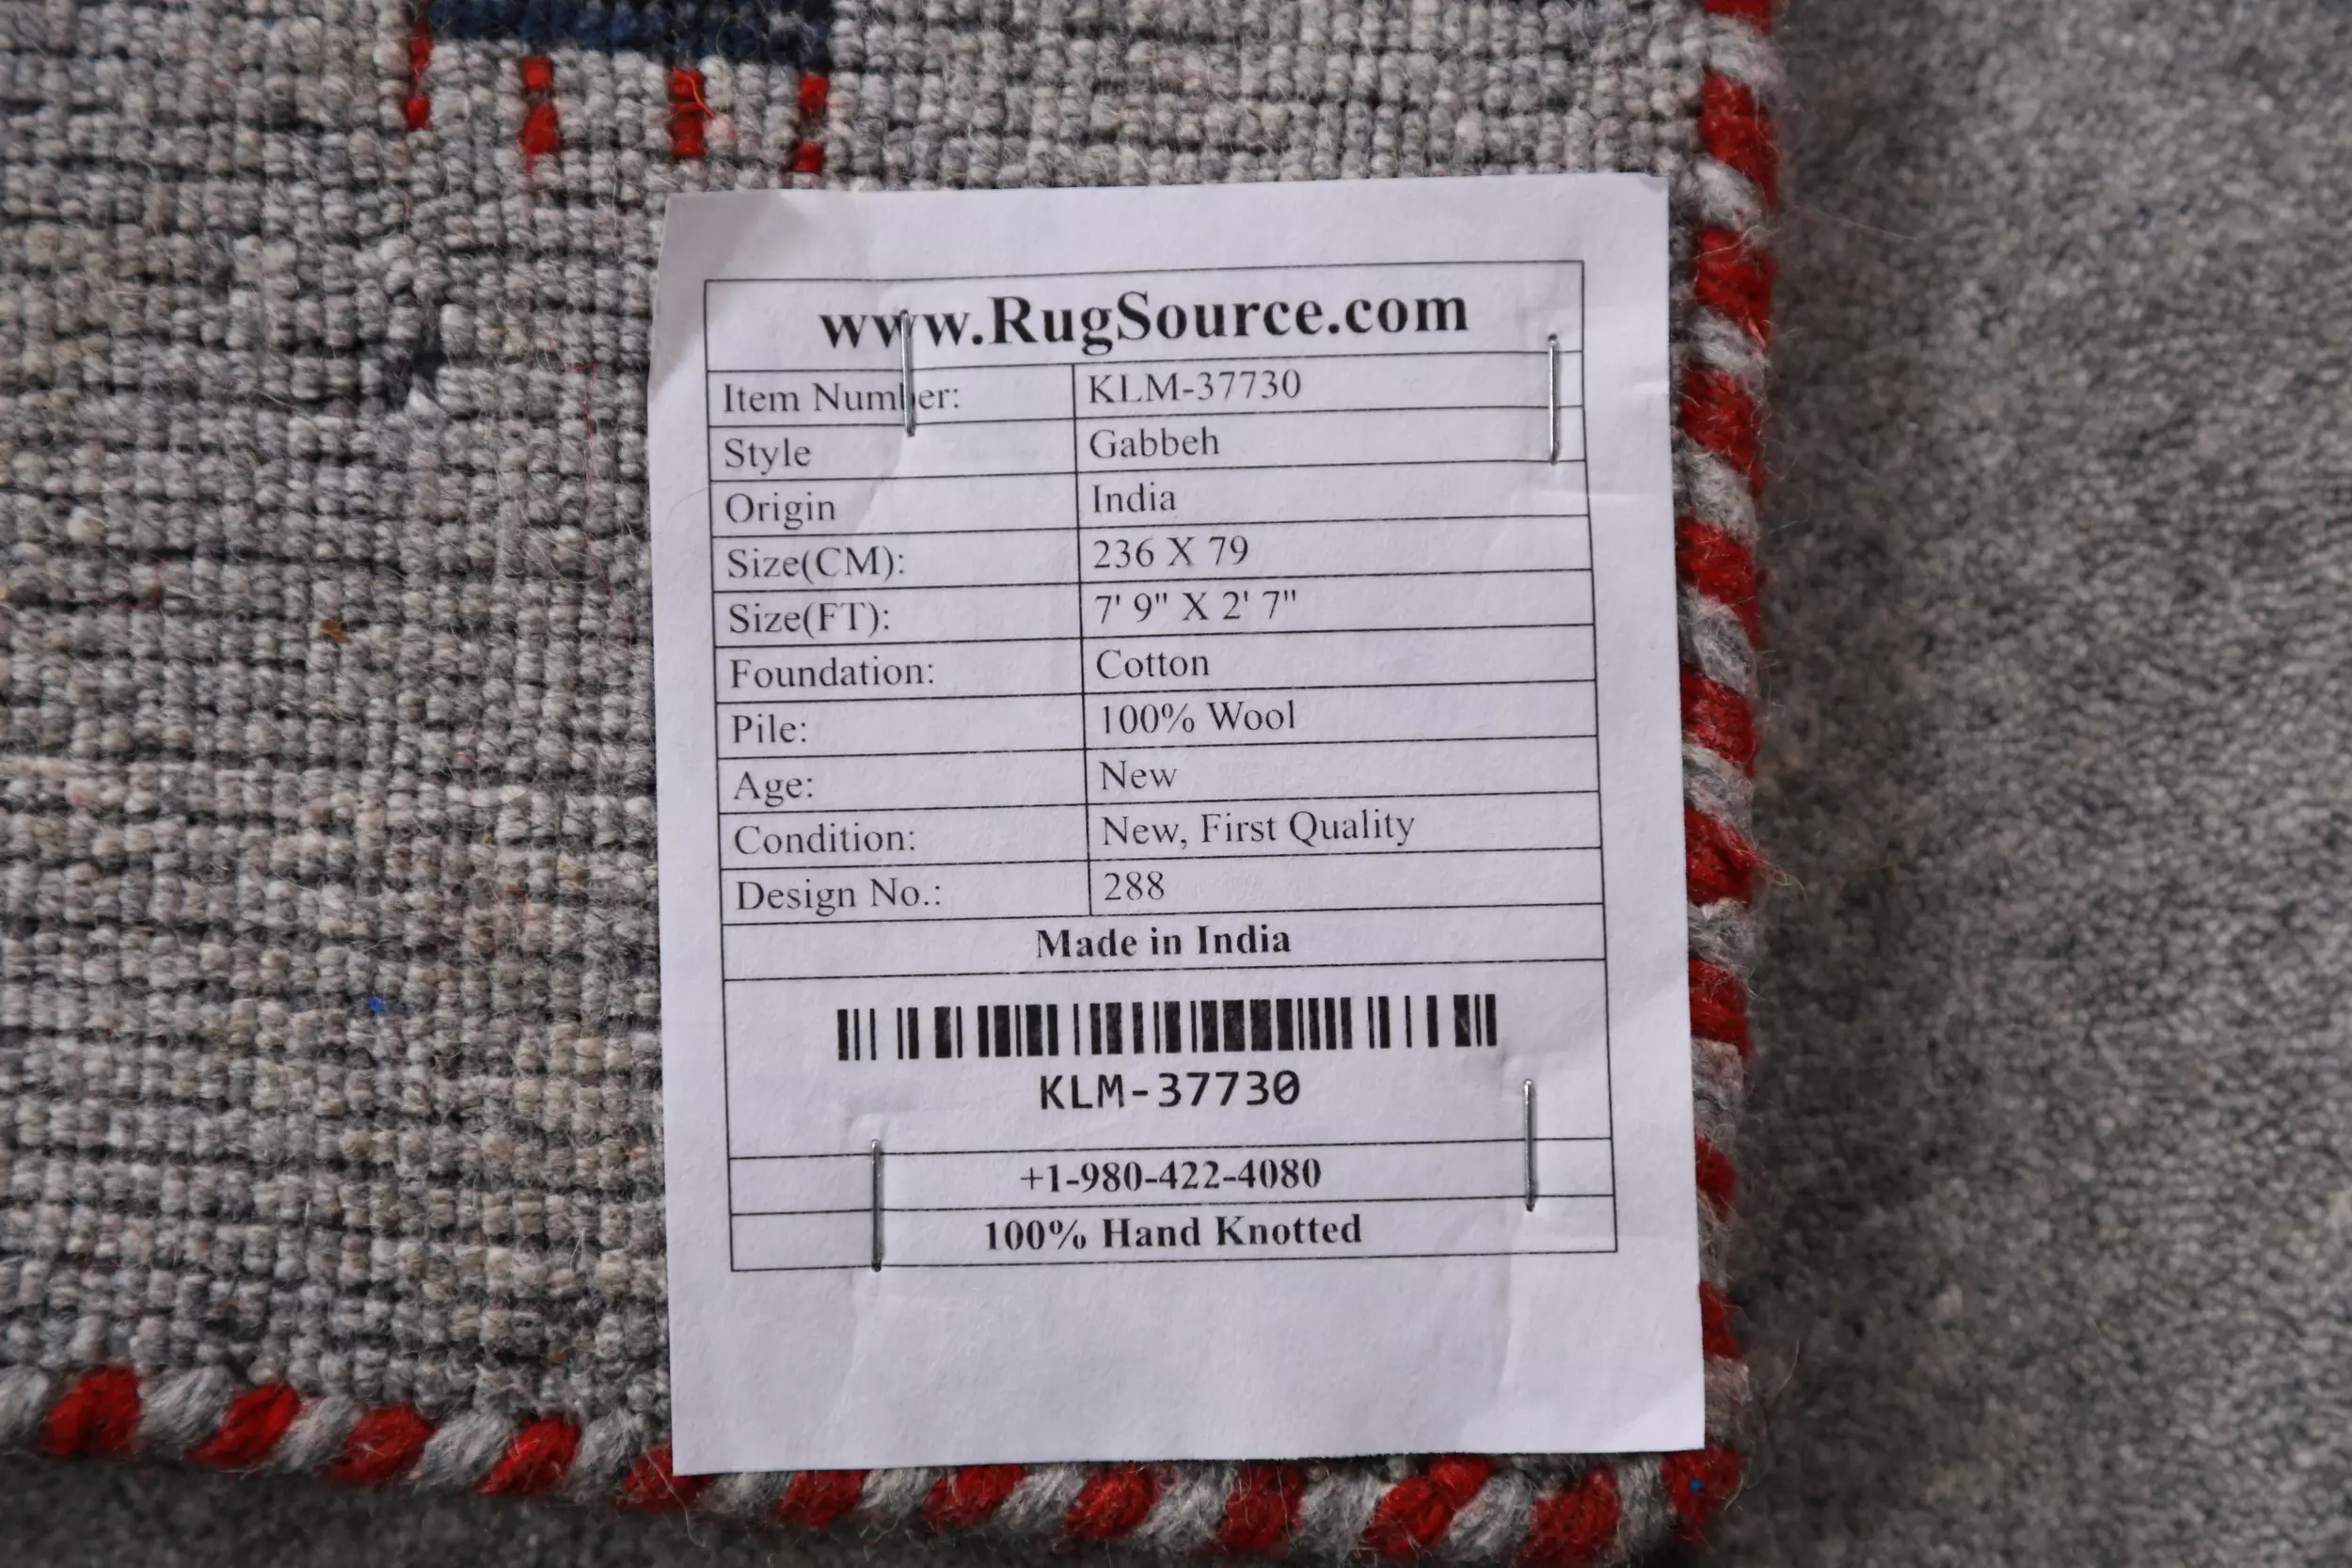 www.RugSource.com
Item Number: KLM-37730
Style Gabbeh
Origin India
Size(CM): 236 X 79
Size(FT): 7' 9" X 2' 7"
Foundation: Cotton
Pile: 100% Wool
Age: New
Condition: New, First Quality
Design No.: 288
Made in India
KLM-37730
+1-980-422-4080
100% Hand Knotted